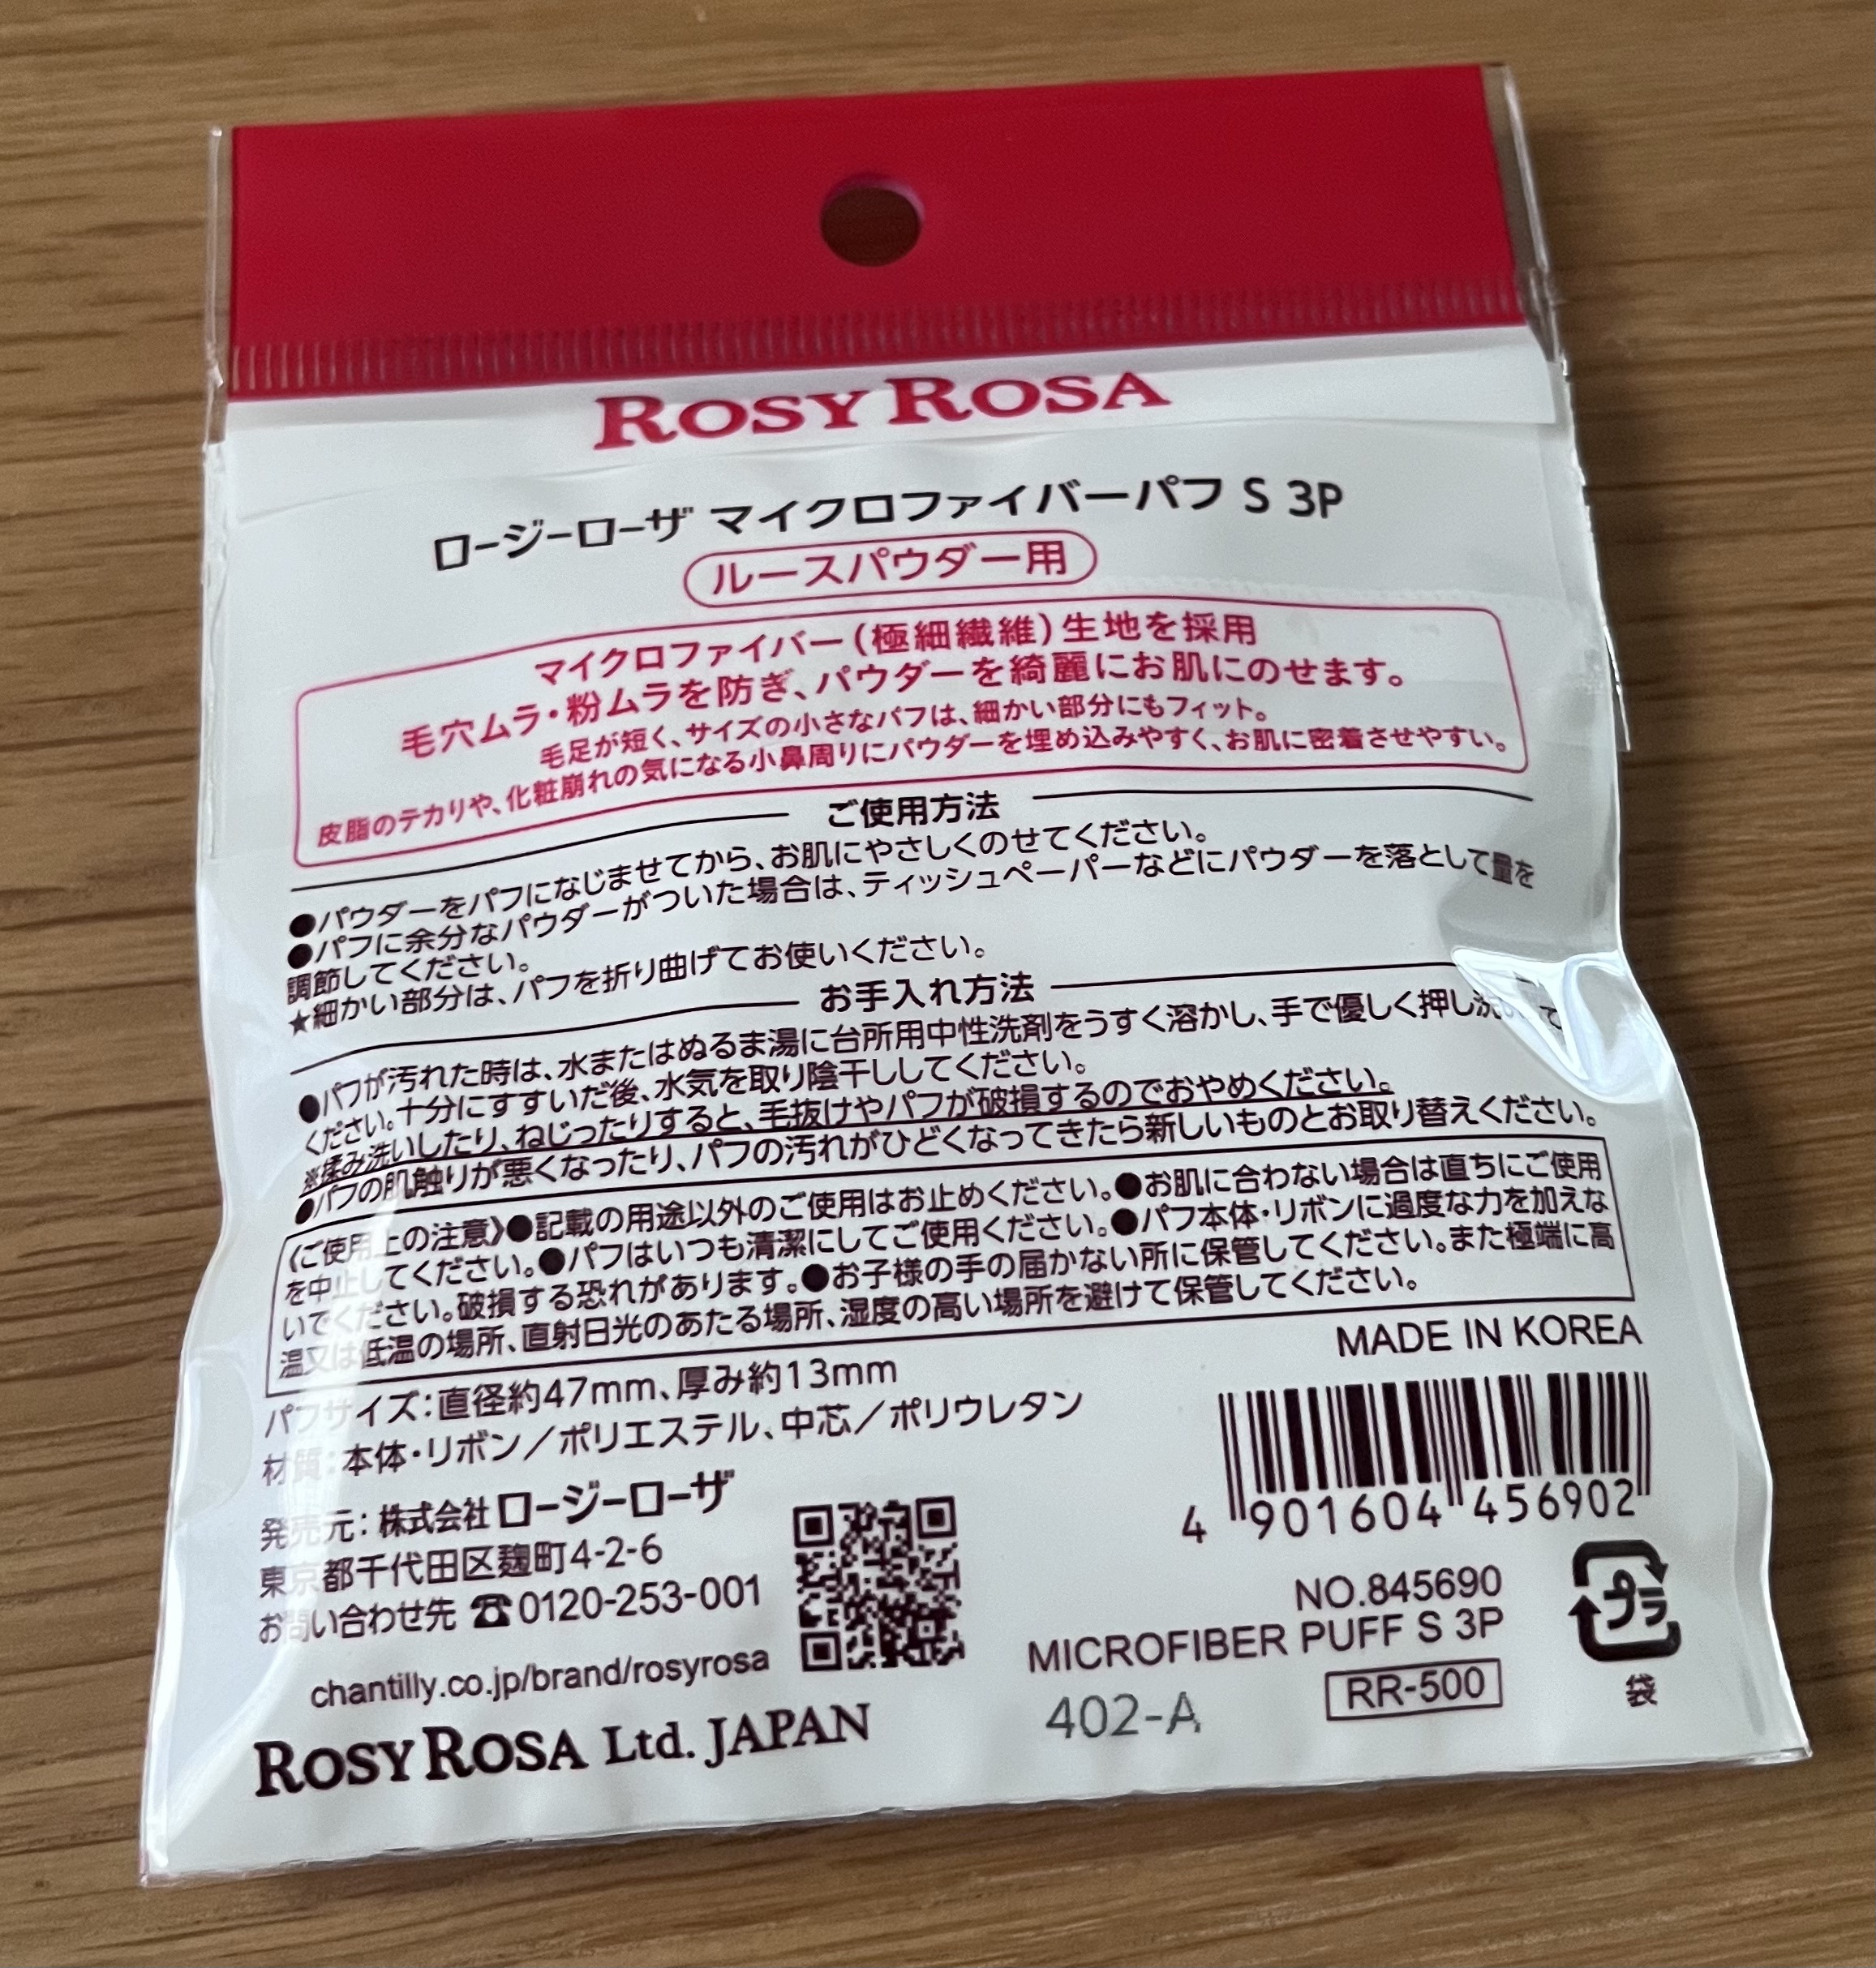 ROSY ROSA
ロージーローザ マイクロファイバーパフ S 3P
ルースパウダー用
マイクロファイバー(極細繊維)生地を採用
毛穴ムラ・粉ムラを防ぎ、パウダーを綺麗にお肌にのせます。
毛足が短く、サイズの小さなパフは、細かい部分にもフィット。
皮脂のテカリや、化粧崩れの気になる小鼻周りにパウダーを埋め込みやすく、お肌に密着させやすい。
ご使用方法
●パウダーをパフになじませてから、お肌にやさしくのせてください。
●パフに余分なパウダーがついた場合は、ティッシュペーパーなどにパウダーを落として量を
調節してください。
★細かい部分は、パフを折り曲げてお使いください。
お手入れ方法
●パフが汚れた時は、水またはぬるま湯に台所用中性洗剤をうすく溶かし、手で優しく押し洗いして
ください。十分にすすいだ後、水気を取り陰干ししてください。
※揉み洗いしたり、ねじったりすると、毛抜けやパフが破損するのでおやめください。
●パフの肌触りが悪くなったり、パフの汚れがひどくなってきたら新しいものとお取り替えください。
《ご使用上の注意》●記載の用途以外のご使用はお止めください。●お肌に合わない場合は直ちにご使用
を中止してください。●パフはいつも清潔にしてご使用ください。●パフ本体・リボンに過度な力を加えな
いでください。破損する恐れがあります。●お子様の手の届かない所に保管してください。また極端に高
温又は低温の場所、直射日光のあたる場所、湿度の高い場所を避けて保管してください。
MADE IN KOREA
パフサイズ:直径約47mm、厚み約13mm
材質:本体・リボン/ポリエステル、中芯/ポリウレタン
発売元:株式会社ロージーローザ
東京都千代田区麹町4-2-6
お問い合わせ先 ☎0120-253-001
chantilly.co.jp/brand/rosyrosa
ROSY ROSA Ltd. JAPAN
4 901604 456902
NO.845690
MICROFIBER PUFF S 3P
RR-500
402-A
プラ
袋